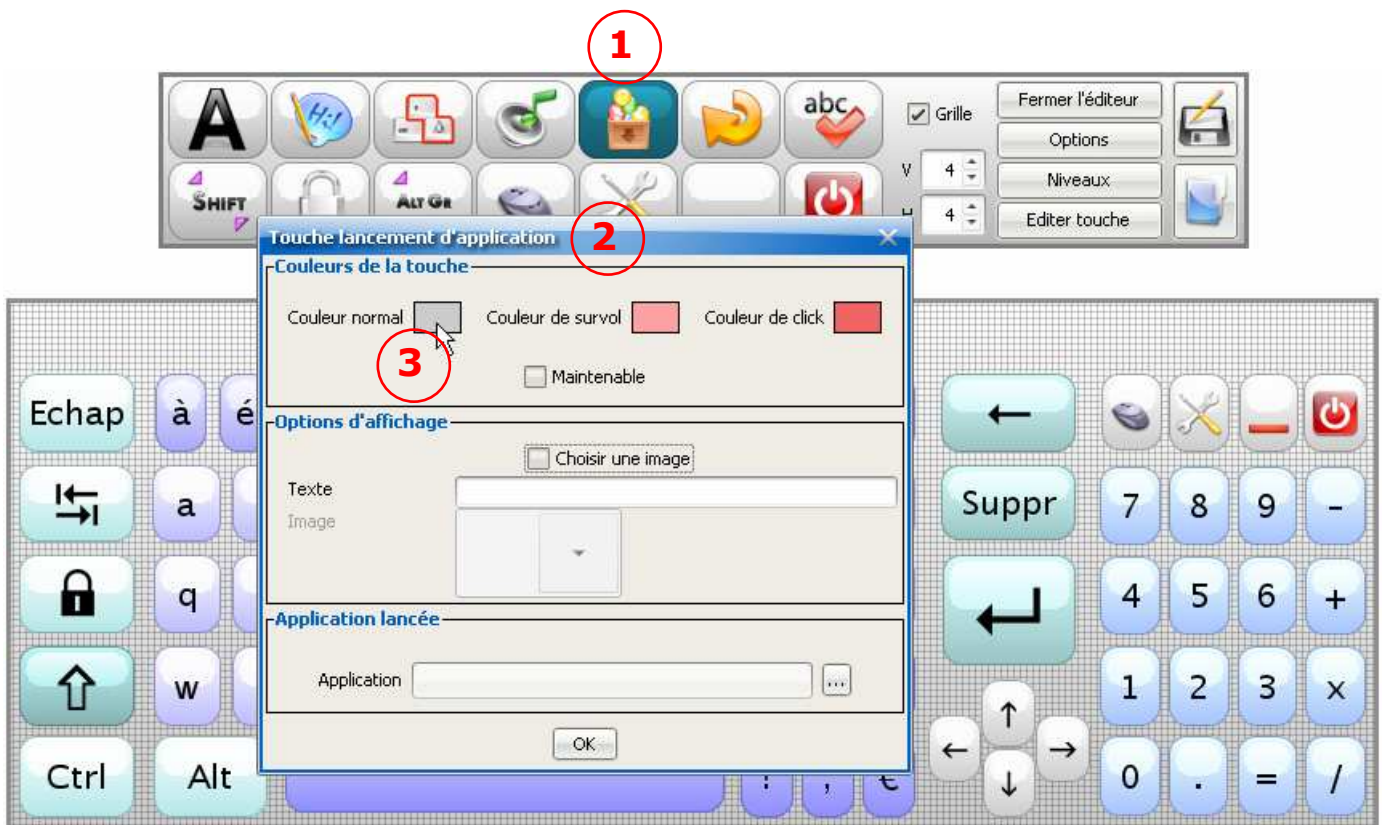 1
A Hi! abc Grille Fermer l'éditeur
Options
SHIFT ALT GR V 4 Niveaux
H 4 Editer touche
Touche lancement d'application 2
Couleurs de la touche
Couleur normal Couleur de survol Couleur de click
3
Maintenable
Options d'affichage
Choisir une image
Texte
Image
Application lancée
Application ...
OK
Echap à é ←
Suppr 7 8 9 -
a
q 4 5 6 +
w 1 2 3 x
↑
← →
↓
Ctrl Alt , € 0 . = /